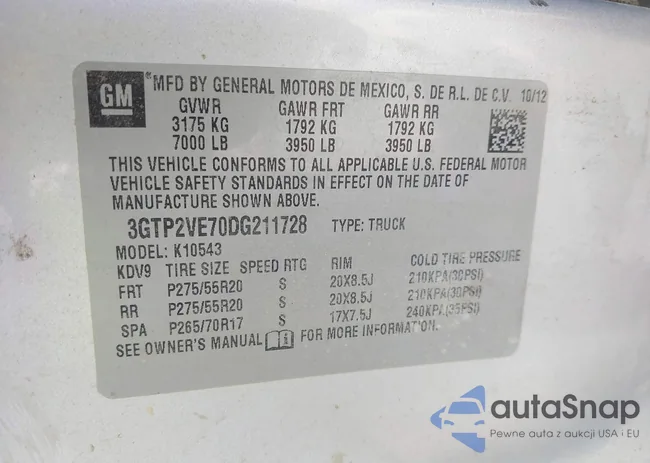 GM
®MFD BY GENERAL MOTORS DE MEXICO, S. DE R.L. DE C.V. 10/12
GVWR GAWR FRT GAWR RR
3175 KG 1792 KG 1792 KG
7000 LB 3950 LB 3950 LB
THIS VEHICLE CONFORMS TO ALL APPLICABLE U.S. FEDERAL MOTOR
VEHICLE SAFETY STANDARDS IN EFFECT ON THE DATE OF
MANUFACTURE SHOWN ABOVE.
3GTP2VE70DG211728 TYPE: TRUCK
MODEL: K10543
KDV9 TIRE SIZE SPEED RTG RIM COLD TIRE PRESSURE
FRT P275/55R20 S 20X8.5J 210KPA(30PSI)
RR P275/55R20 S 20X8.5J 210KPA(30PSI)
SPA P265/70R17 S 17X7.5J 240KPA(35PSI)
SEE OWNER'S MANUAL FOR MORE INFORMATION.
autaSnap
Pewne auta z aukcji USA i EU